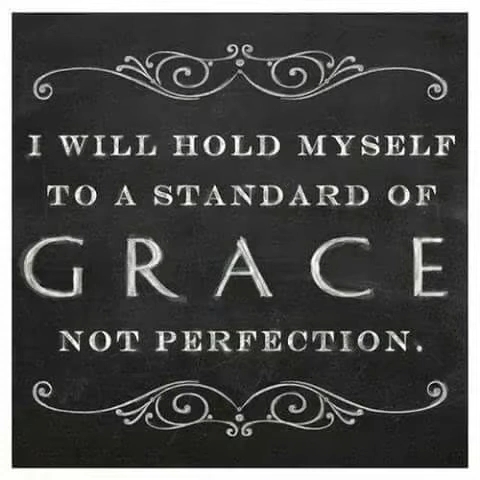 I WILL HOLD MYSELF
TO A STANDARD OF
GRACE
NOT PERFECTION.